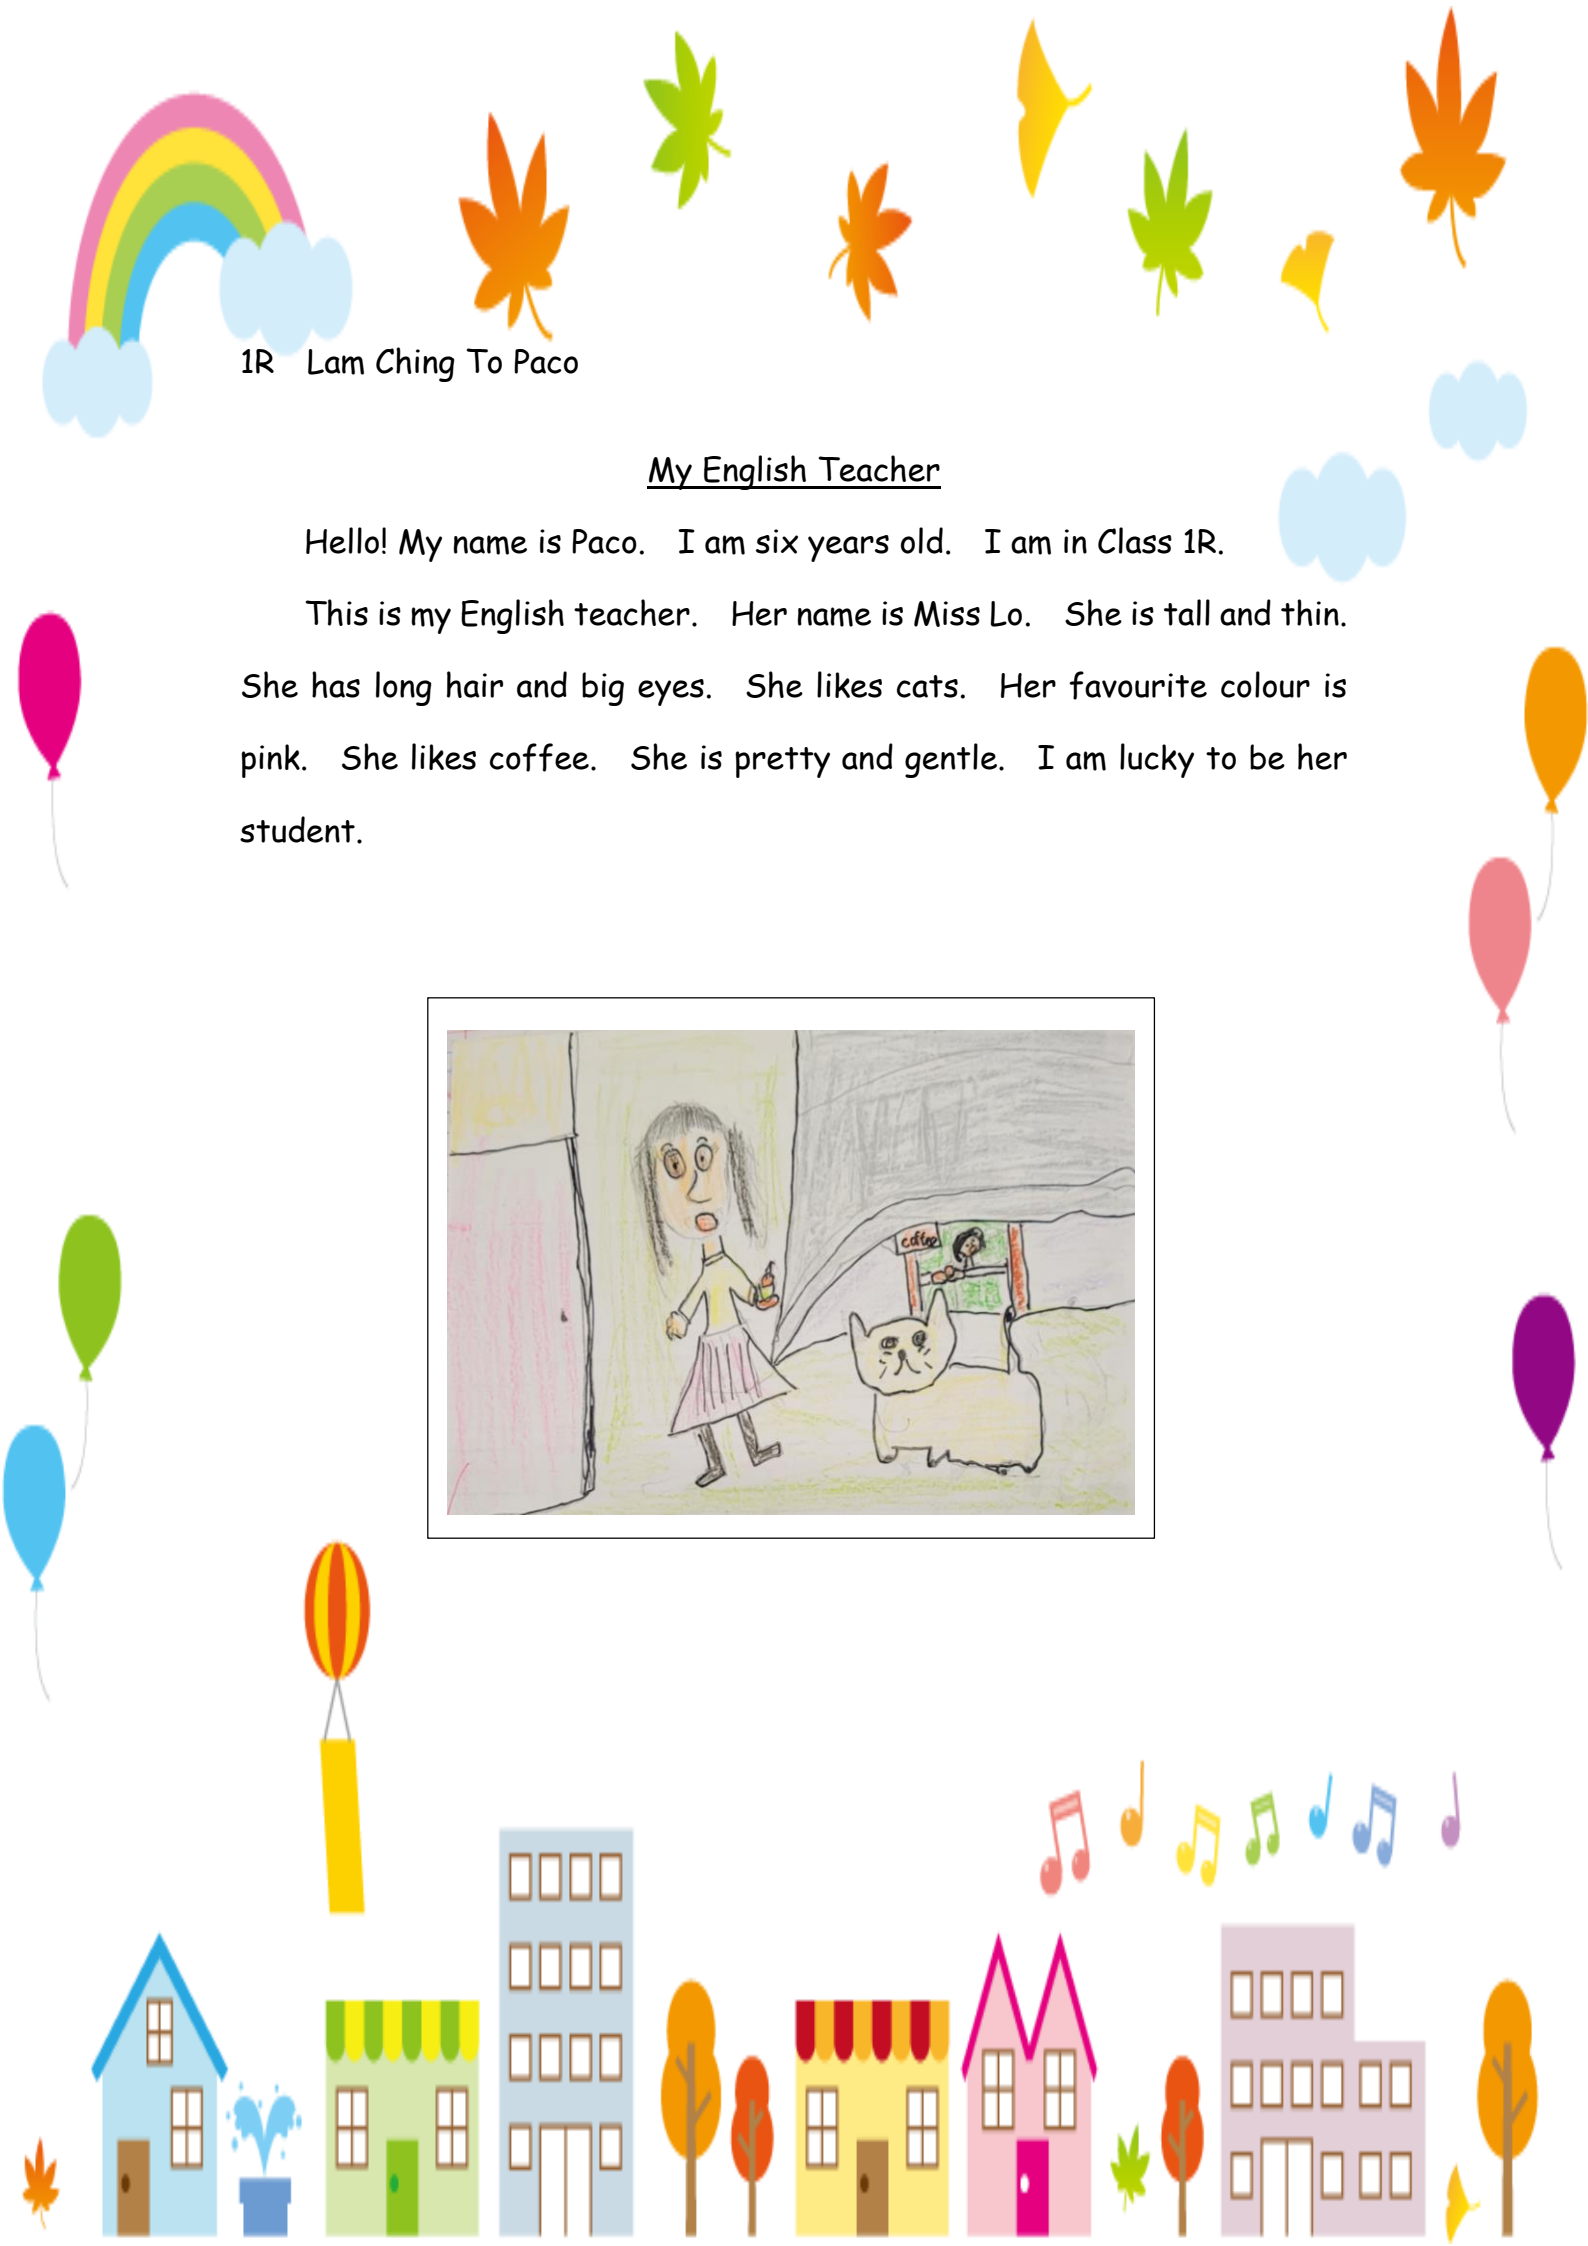 1R Lam Ching To Paco
My English Teacher
Hello! My name is Paco. I am six years old. I am in Class 1R.
This is my English teacher. Her name is Miss Lo. She is tall and thin.
She has long hair and big eyes. She likes cats. Her favourite colour is
pink. She likes coffee. She is pretty and gentle. I am lucky to be her
student.
coffee